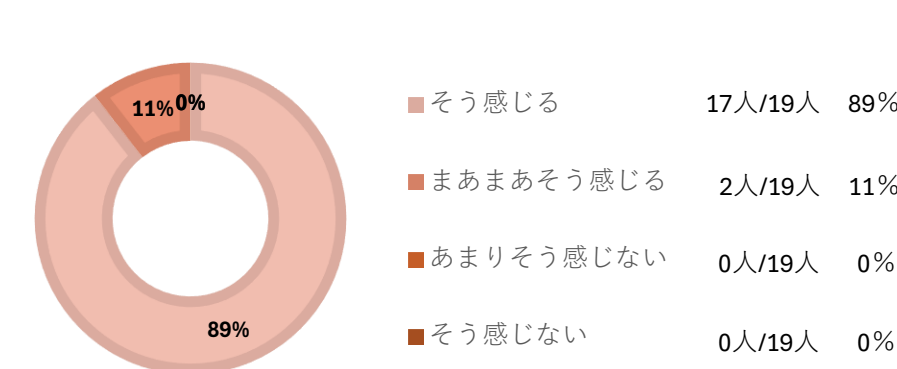 11% 0%
89%
そう感じる 17人/19人 89%
まあまあそう感じる 2人/19人 11%
あまりそう感じない 0人/19人 0%
そう感じない 0人/19人 0%